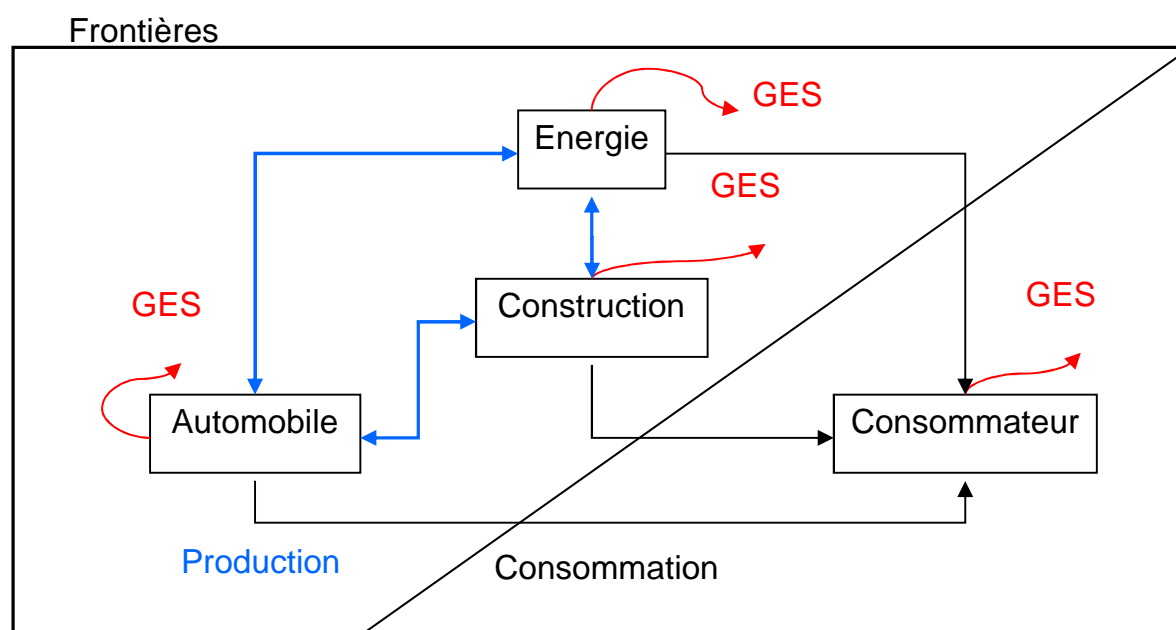 Frontières
GES
Energie
GES
Construction
GES
GES
Automobile
Consommateur
Production
Consommation